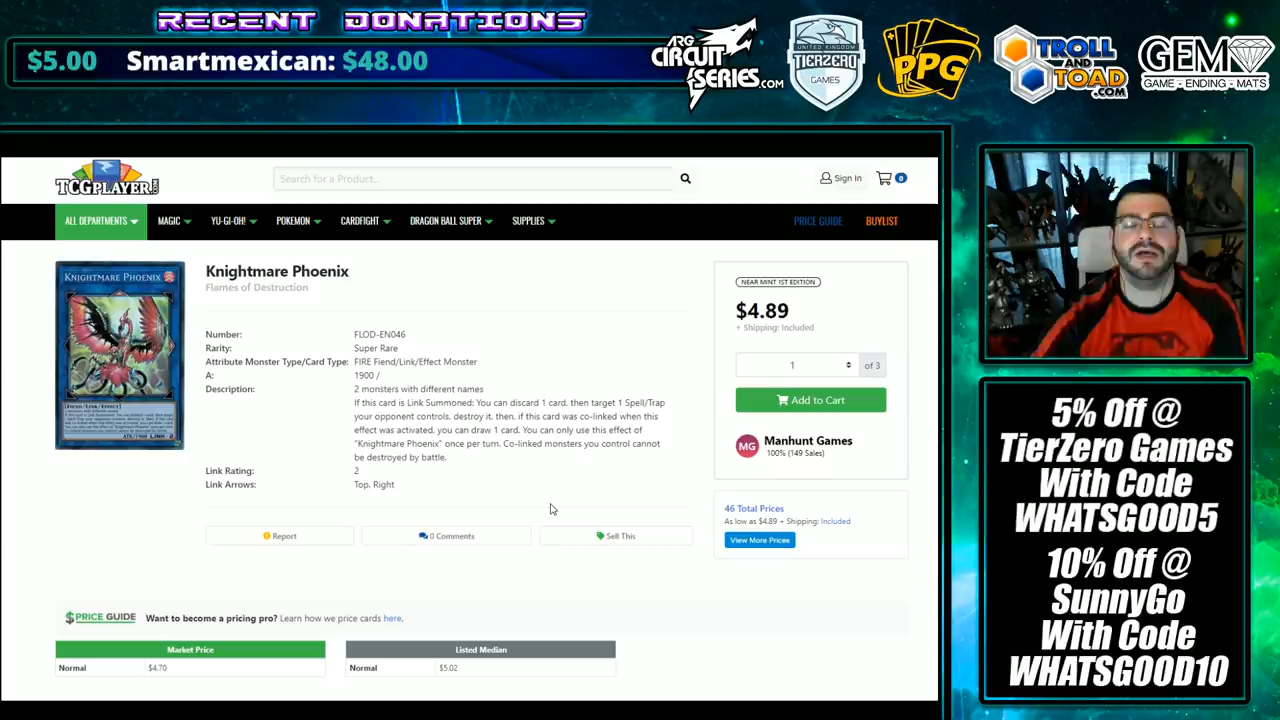 RECENT DONATIONS
$5.00 Smartmexican: $48.00
ARG CIRCUIT SERIES.COM
UNITED KINGDOM TIERZERO GAMES
PPG
TROLL AND TOAD .COM
GEM
GAME - ENDING - MATS
TCGPLAYER
Search for a Product...
Sign In
0
ALL DEPARTMENTS
MAGIC
YU-GI-OH!
POKEMON
CARDFIGHT
DRAGON BALL SUPER
SUPPLIES
PRICE GUIDE
BUYLIST
KNIGHTMARE PHOENIX
Knightmare Phoenix
Flames of Destruction
Number: FLOD-EN046
Rarity: Super Rare
Attribute Monster Type/Card Type: FIRE Fiend/Link/Effect Monster
A: 1900 /
Description: 2 monsters with different names
If this card is Link Summoned: You can discard 1 card, then target 1 Spell/Trap
your opponent controls, destroy it, then, if this card was co-linked when this
effect was activated, you can draw 1 card. You can only use this effect of
"Knightmare Phoenix" once per turn. Co-linked monsters you control cannot
be destroyed by battle.
Link Rating: 2
Link Arrows: Top, Right
Report
0 Comments
Sell This
NEAR MINT 1ST EDITION
$4.89
+ Shipping: Included
1
of 3
Add to Cart
MG
Manhunt Games
100% (149 Sales)
46 Total Prices
As low as $4.89 + Shipping: Included
View More Prices
$PRICE GUIDE
Want to become a pricing pro? Learn how we price cards here.
Market Price
Normal $4.70
Listed Median
Normal $5.02
5% Off @
TierZero Games
With Code
WHATSGOOD5
10% Off @
SunnyGo
With Code
WHATSGOOD10